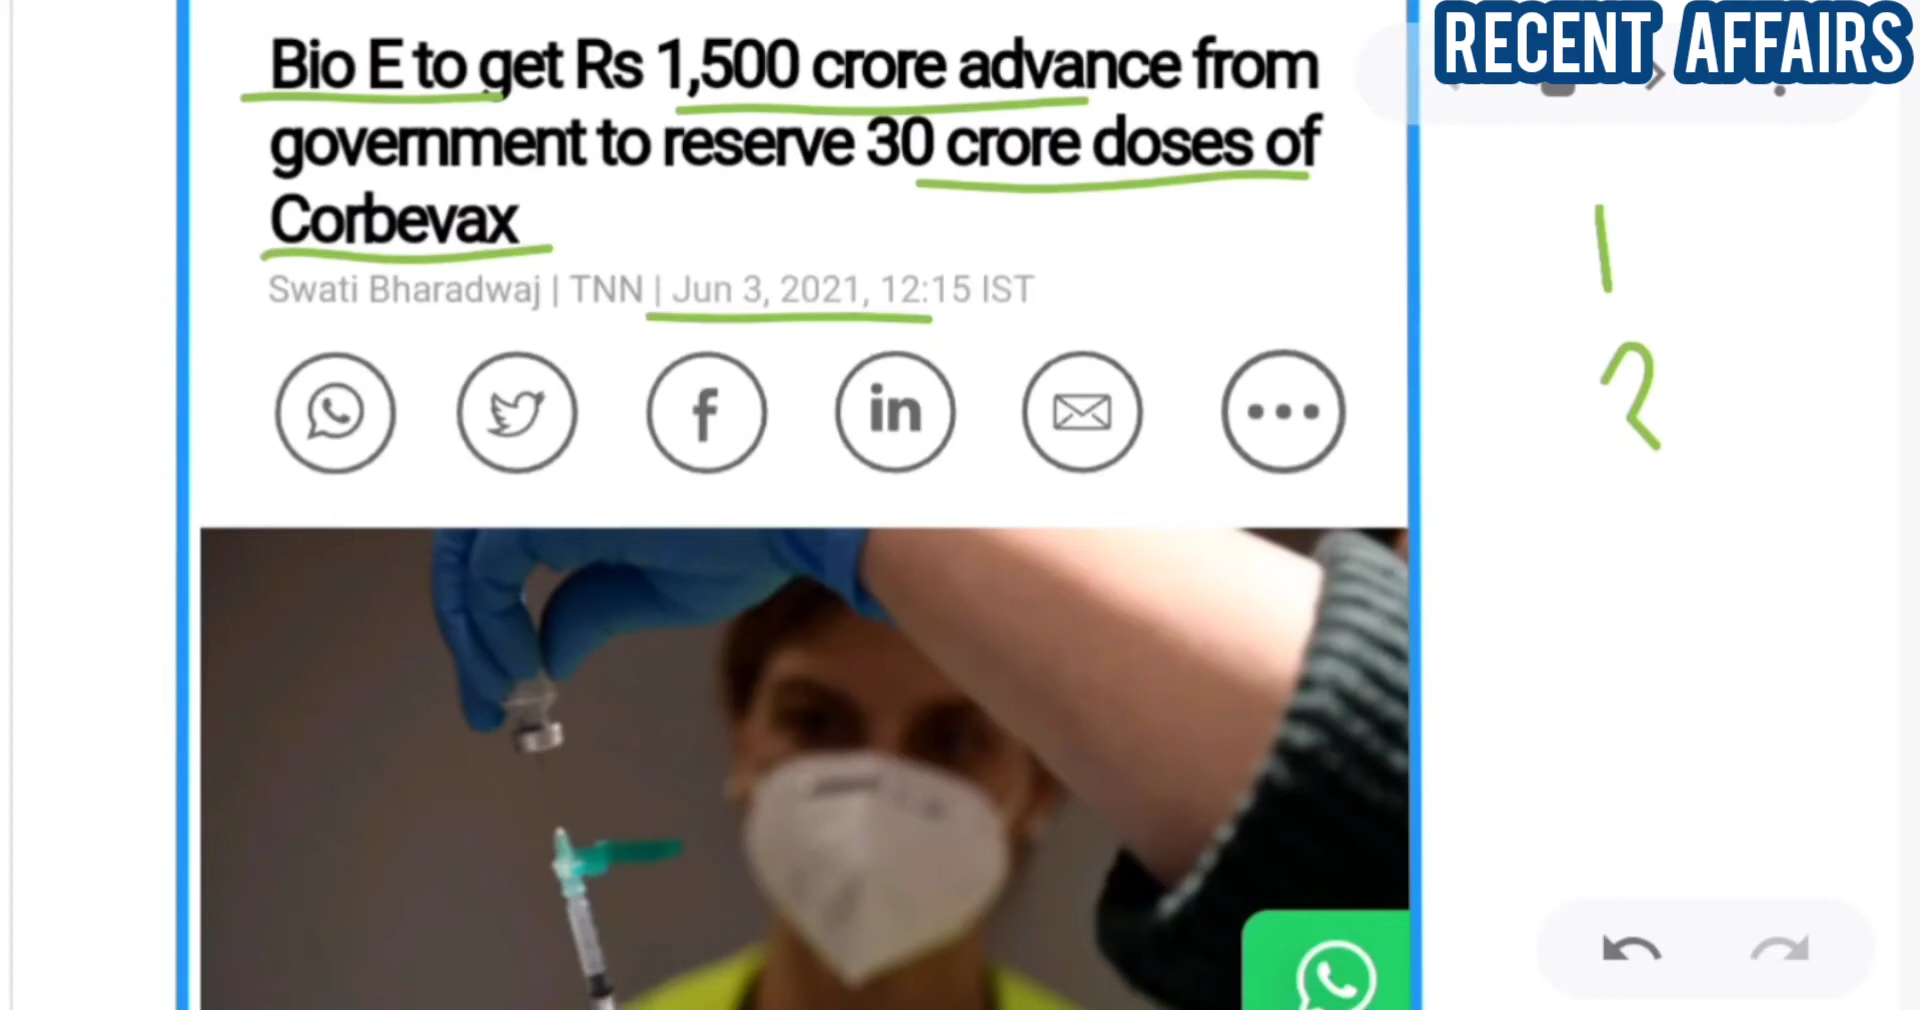 RECENT AFFAIRS
Bio E to get Rs 1,500 crore advance from
government to reserve 30 crore doses of
Corbevax
Swati Bharadwaj | TNN | Jun 3, 2021, 12:15 IST
f
in
1
2